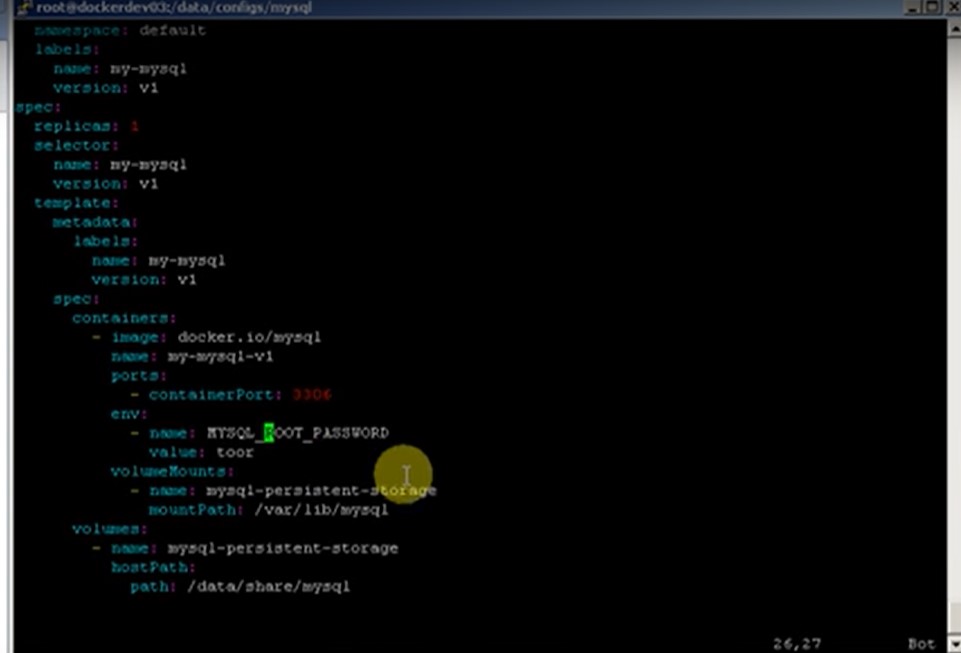 root@dockerdev03:/data/configs/mysql
namespace: default
labels:
name: my-mysql
version: v1
spec:
replicas: 1
selector:
name: my-mysql
version: v1
template:
metadata:
labels:
name: my-mysql
version: v1
spec:
containers:
- image: docker.io/mysql
name: my-mysql-v1
ports:
- containerPort: 3306
env:
- name: MYSQL_ROOT_PASSWORD
value: toor
volumeMounts:
- name: mysql-persistent-storage
mountPath: /var/lib/mysql
volumes:
- name: mysql-persistent-storage
hostPath:
path: /data/share/mysql
26,27 Bot